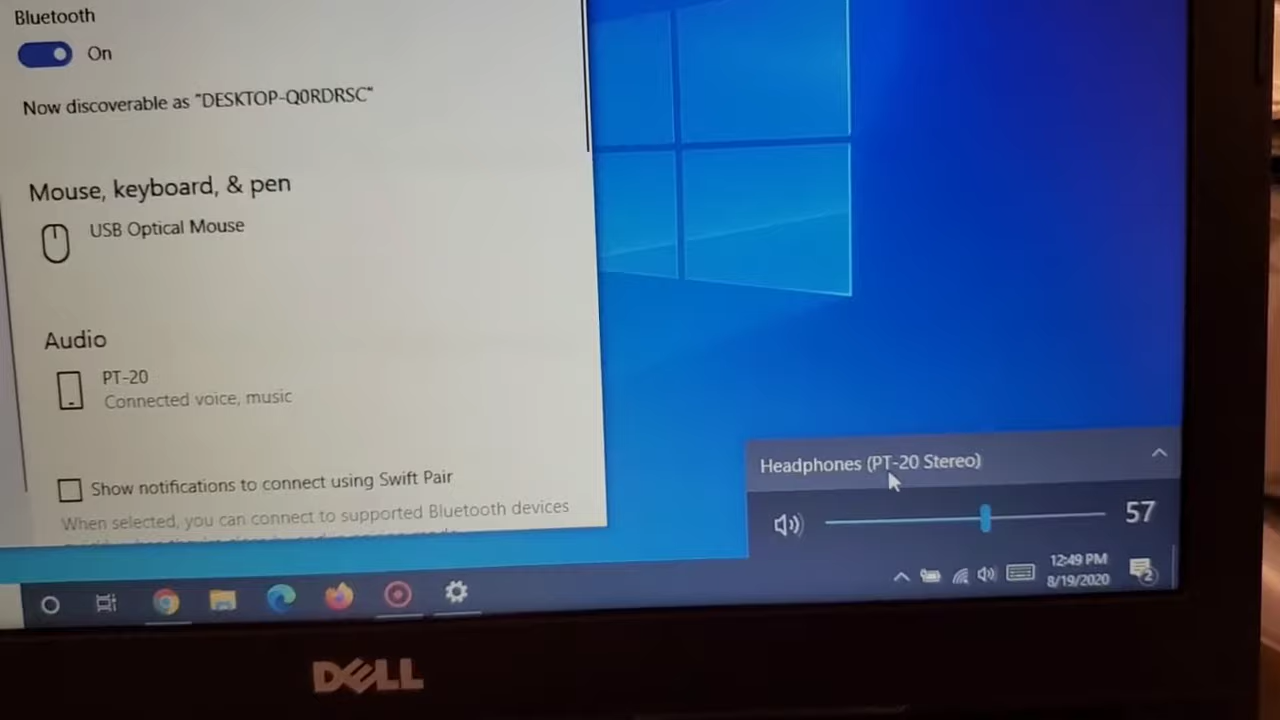 Bluetooth
On
Now discoverable as "DESKTOP-Q0RDRSC"
Mouse, keyboard, & pen
USB Optical Mouse
Audio
PT-20
Connected voice, music
Show notifications to connect using Swift Pair
When selected, you can connect to supported Bluetooth devices
Headphones (PT-20 Stereo)
57
12:49 PM
8/19/2020
2
DELL